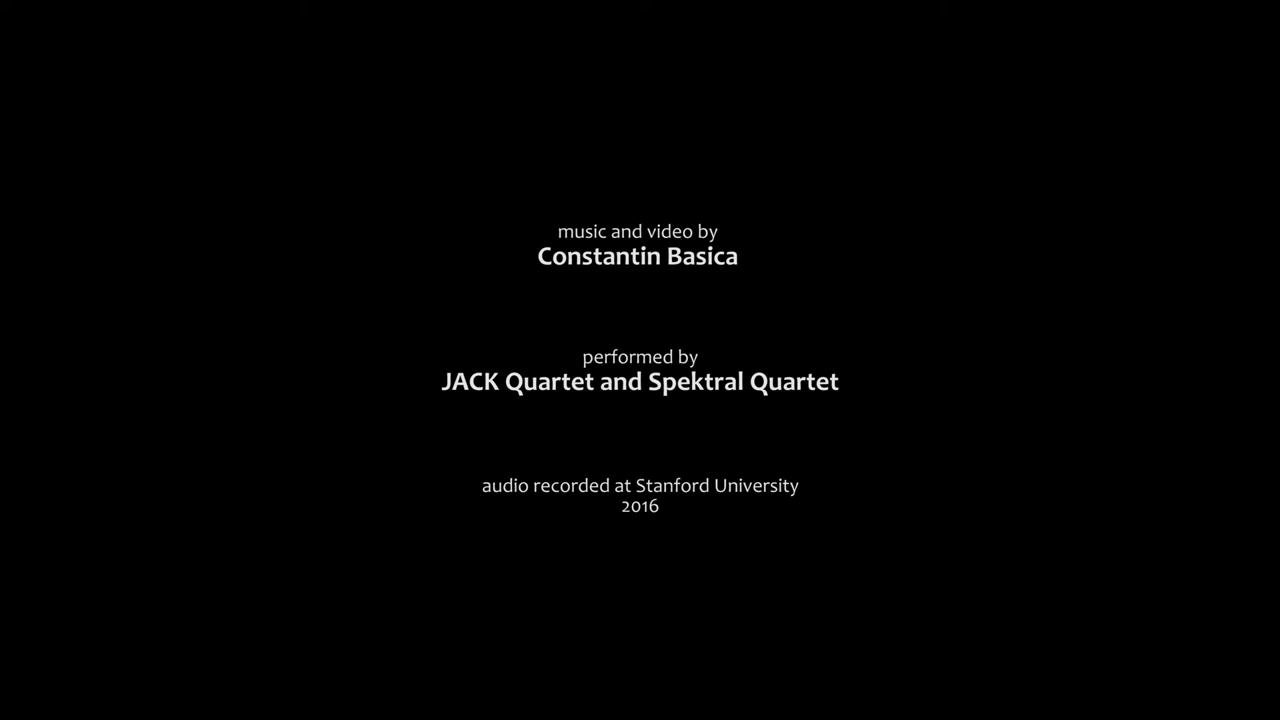 music and video by
Constantin Basica
performed by
JACK Quartet and Spektral Quartet
audio recorded at Stanford University
2016